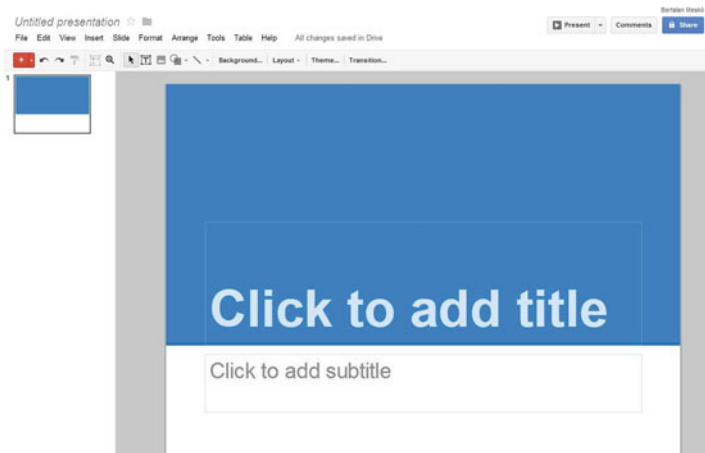 Bertalan Meskó
Untitled presentation
Present
Comments
Share
File Edit View Insert Slide Format Arrange Tools Table Help All changes saved in Drive
Background... Layout Theme... Transition...
1
Click to add title
Click to add subtitle